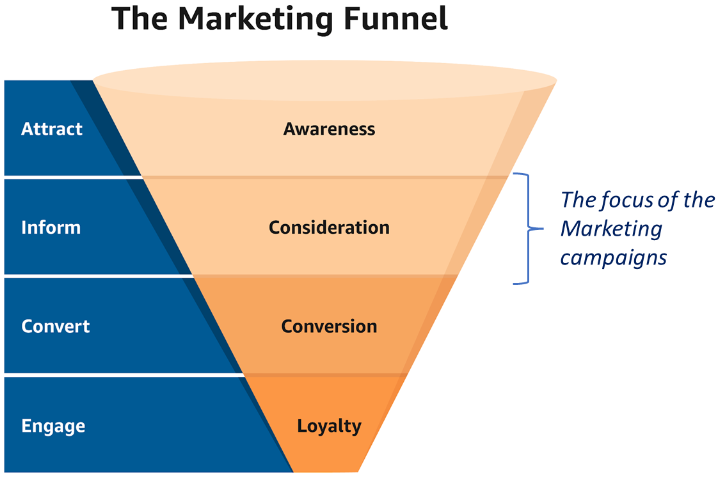 The Marketing Funnel
Attract
Awareness
Inform
Consideration
The focus of the
Marketing
campaigns
Convert
Conversion
Engage
Loyalty